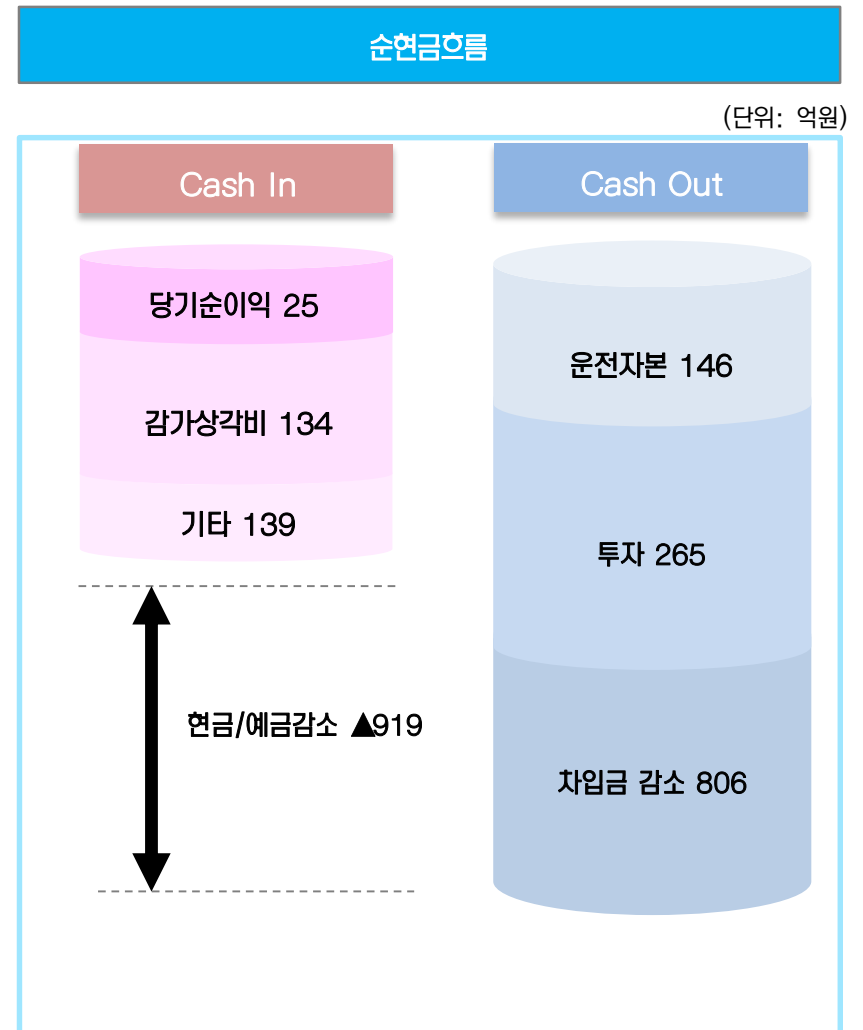 순현금흐름
(단위: 억원)
Cash In
Cash Out
당기순이익 25
감가상각비 134
기타 139
현금/예금감소 ▲919
운전자본 146
투자 265
차입금 감소 806